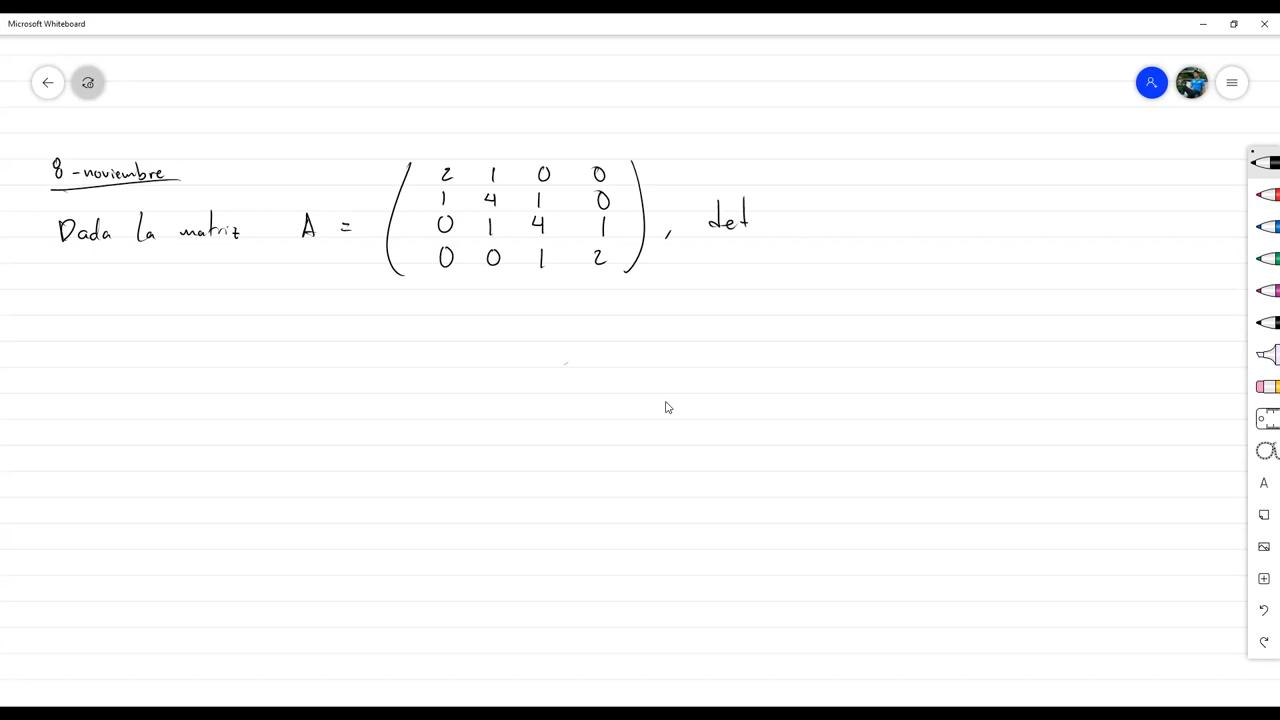 Microsoft Whiteboard
8-noviembre
2 1 0 0
1 4 1 0
Dada la matriz A = 0 1 4 1 , det
0 0 1 2
A